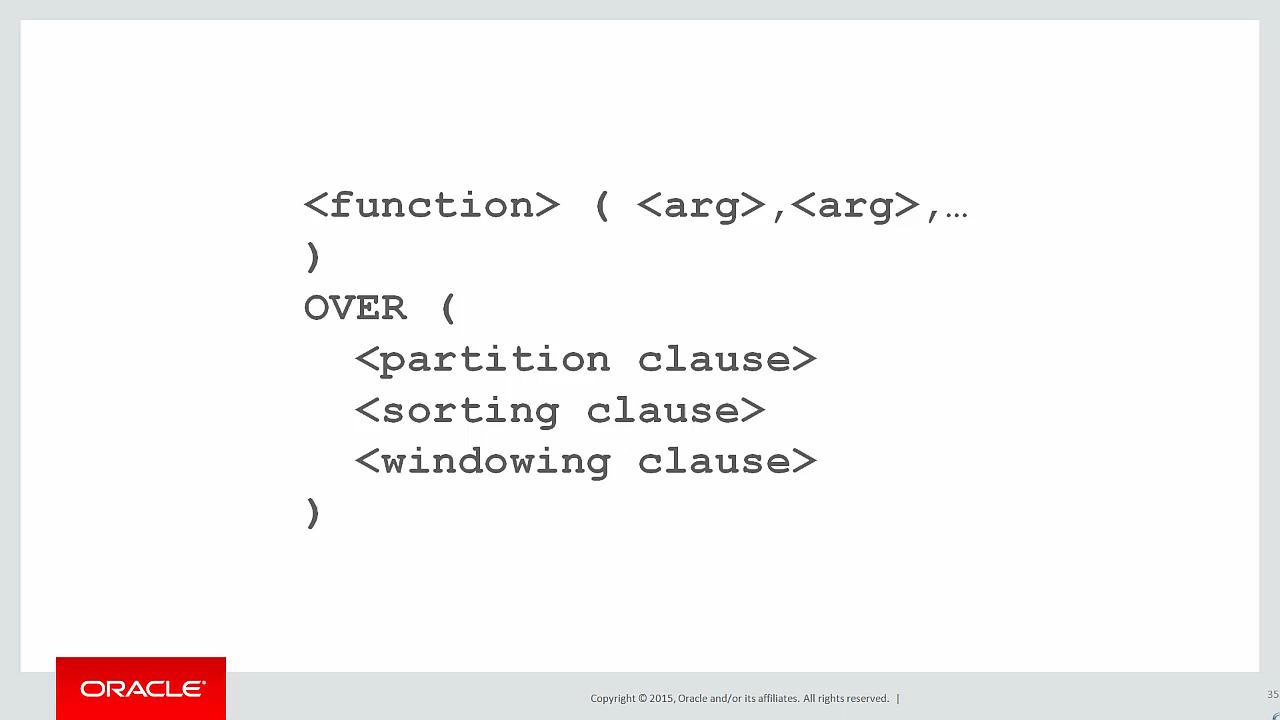 <function> ( <arg>,<arg>,…
)
OVER (
<partition clause>
<sorting clause>
<windowing clause>
)
ORACLE®
Copyright © 2015, Oracle and/or its affiliates. All rights reserved. |
35